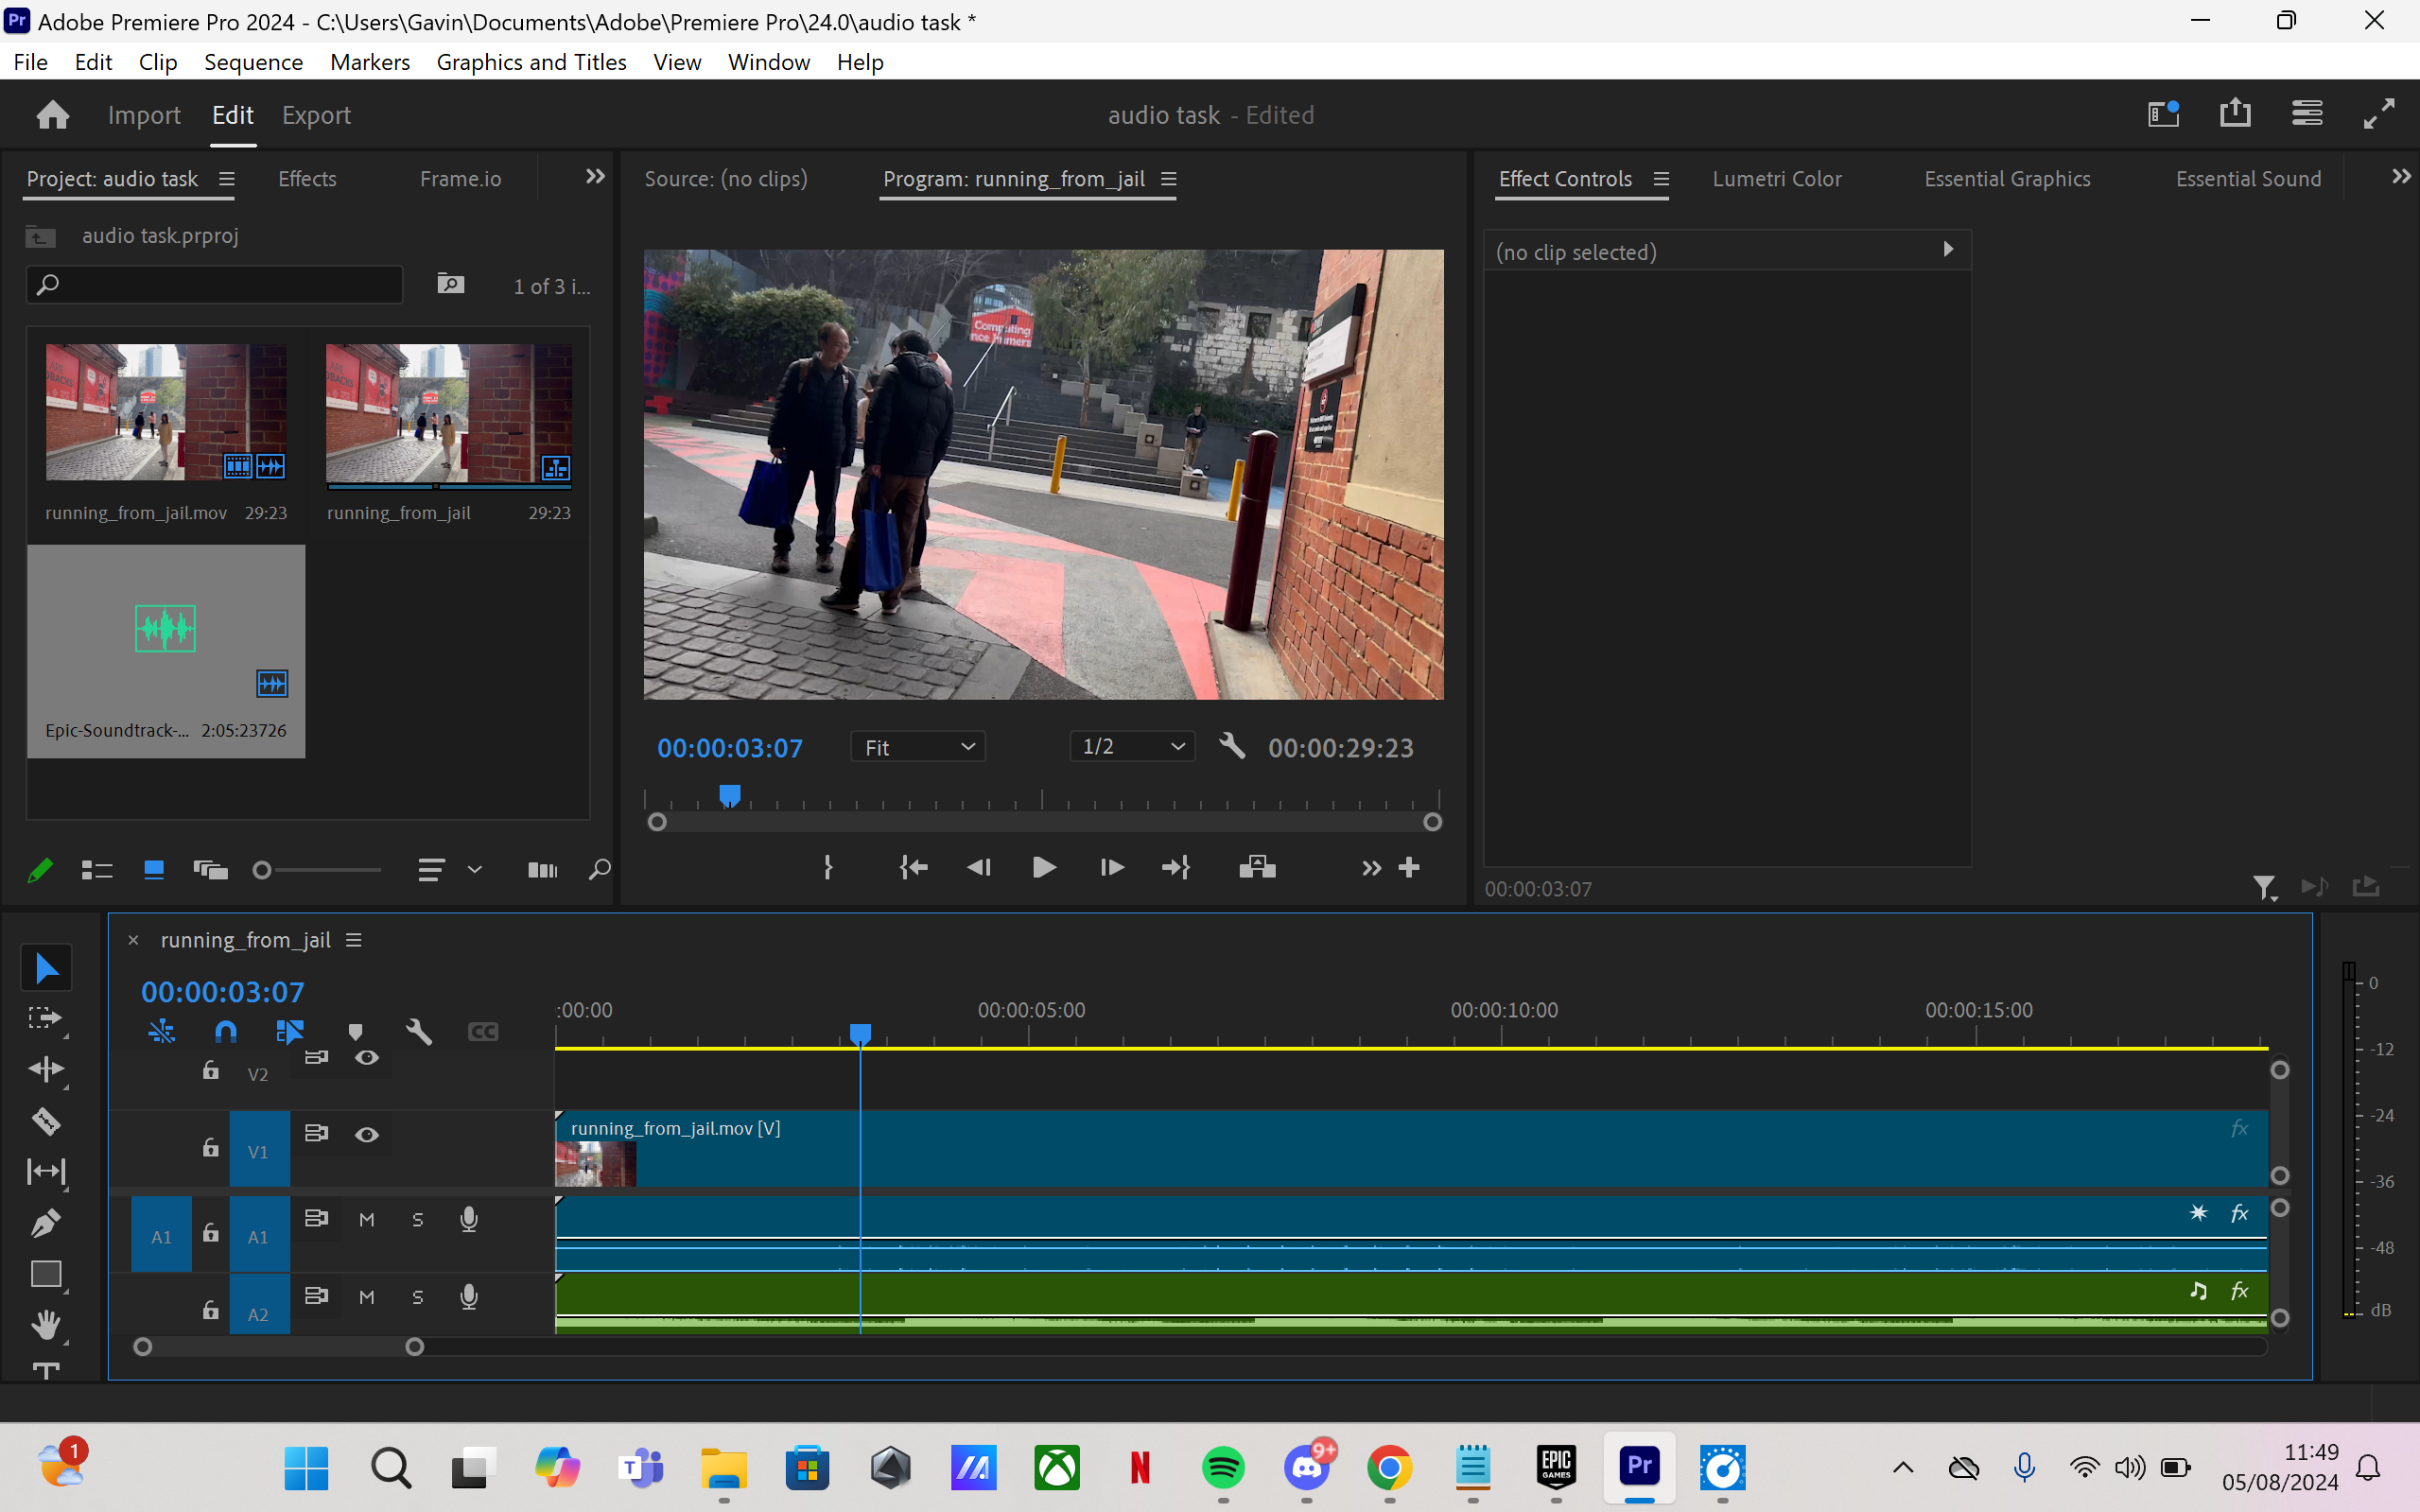 Pr Adobe Premiere Pro 2024 - C:\Users\Gavin\Documents\Adobe\Premiere Pro\24.0\audio task *
File Edit Clip Sequence Markers Graphics and Titles View Window Help
Import Edit Export audio task - Edited
Project: audio task Effects Frame.io Source: (no clips) Program: running_from_jail Effect Controls Lumetri Color Essential Graphics Essential Sound
audio task.prproj
(no clip selected)
1 of 3 i...
Computing
running_from_jail.mov 29:23 running_from_jail 29:23
Epic-Soundtrack-... 2:05:23726
00:00:03:07 Fit 1/2 00:00:29:23
00:00:03:07
× running_from_jail
00:00:03:07
:00:00 00:00:05:00 00:00:10:00 00:00:15:00
CC
V2
V1 running_from_jail.mov [V] fx
A1 A1 M S fx
A2 M S fx
0
-12
-24
-36
-48
dB
1
T
9+
N
EPIC GAMES
Pr
11:49
05/08/2024